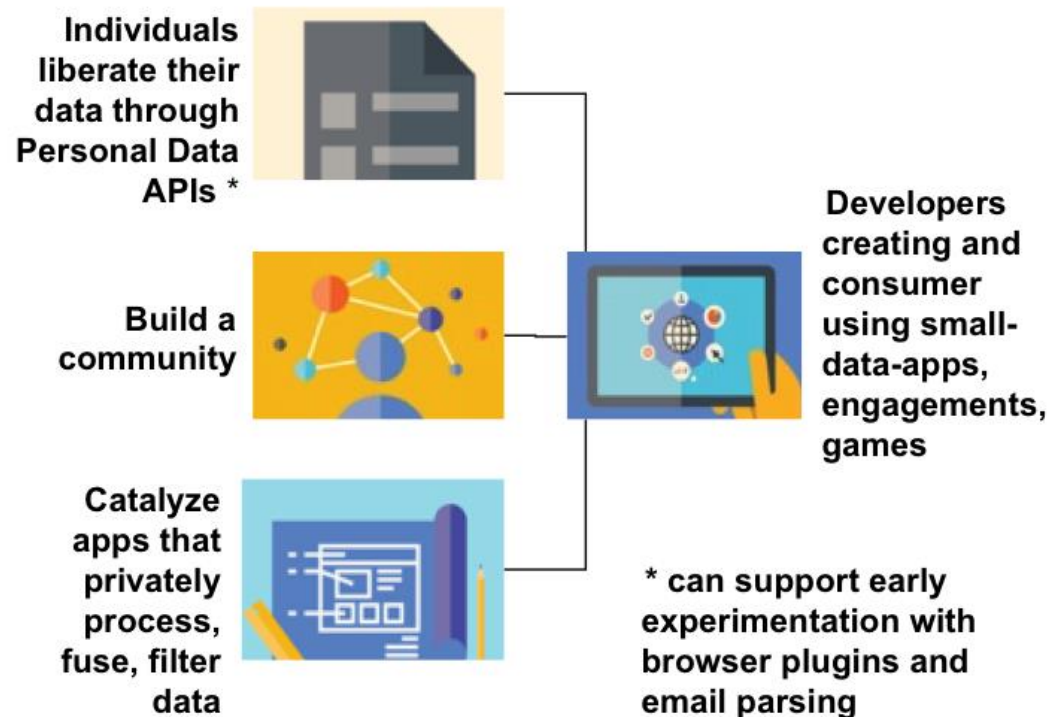 Individuals
liberate their
data through
Personal Data
APIs *
Build a
community
Catalyze
apps that
privately
process,
fuse, filter
data
Developers
creating and
consumer
using small-
data-apps,
engagements,
games
* can support early
experimentation with
browser plugins and
email parsing